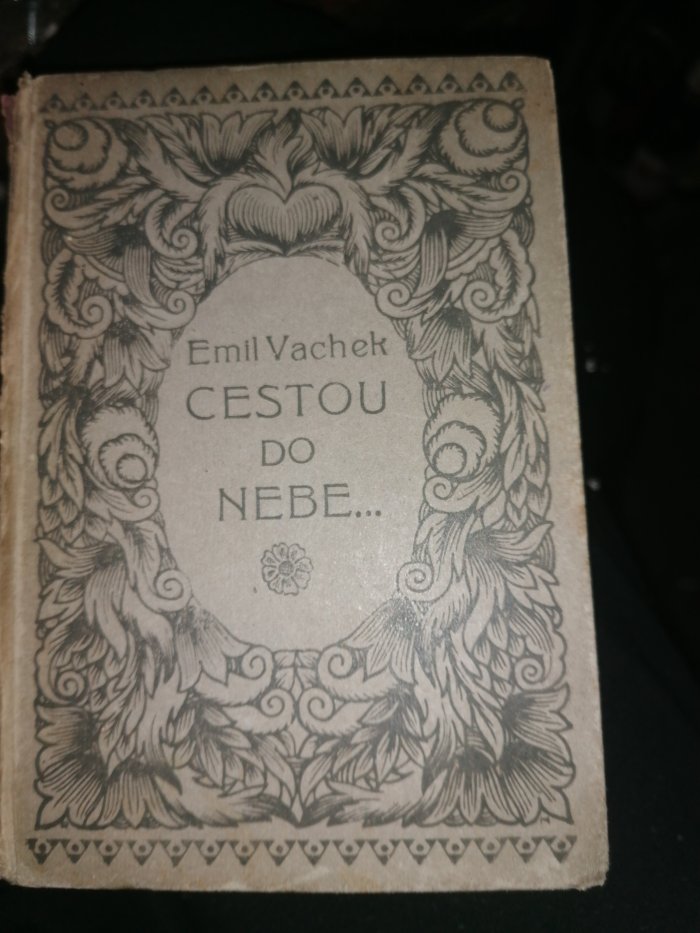 Emil Vachek
CESTOU
DO
NEBE...